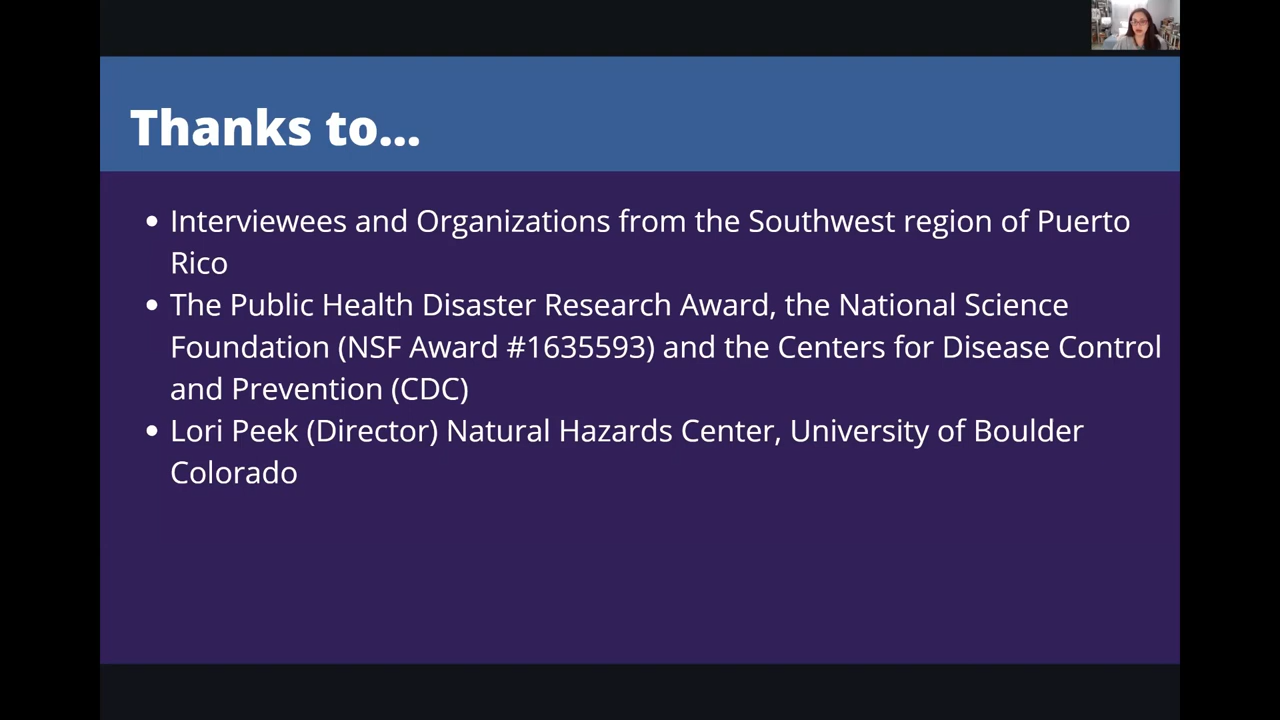 Thanks to...
• Interviewees and Organizations from the Southwest region of Puerto
Rico
• The Public Health Disaster Research Award, the National Science
Foundation (NSF Award #1635593) and the Centers for Disease Control
and Prevention (CDC)
• Lori Peek (Director) Natural Hazards Center, University of Boulder
Colorado